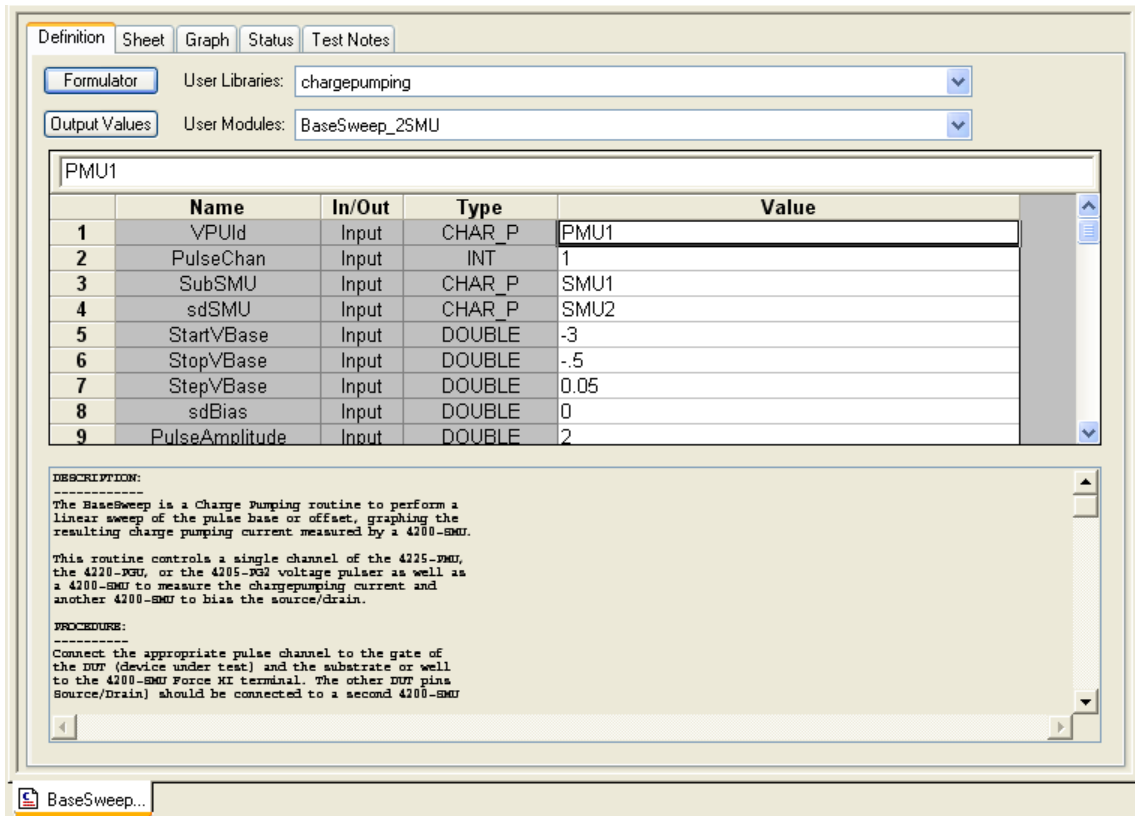 Definition Sheet Graph Status Test Notes
Formulator User Libraries: chargepumping
Output Values User Modules: BaseSweep_2SMU
PMU1
Name In/Out Type Value
1 VPUId Input CHAR_P PMU1
2 PulseChan Input INT 1
3 SubSMU Input CHAR_P SMU1
4 sdSMU Input CHAR_P SMU2
5 StartVBase Input DOUBLE -3
6 StopVBase Input DOUBLE -.5
7 StepVBase Input DOUBLE 0.05
8 sdBias Input DOUBLE 0
9 PulseAmplitude Input DOUBLE 2
DESCRIPTION:
------------
The BaseSweep is a Charge Pumping routine to perform a
linear sweep of the pulse base or offset, graphing the
resulting charge pumping current measured by a 4200-SMU.
This routine controls a single channel of the 4225-PMU,
the 4220-PGU, or the 4205-PG2 voltage pulser as well as
a 4200-SMU to measure the chargepumping current and
another 4200-SMU to bias the source/drain.
PROCEDURE:
----------
Connect the appropriate pulse channel to the gate of
the DUT (device under test) and the substrate or well
to the 4200-SMU Force HI terminal. The other DUT pins
Source/Drain) should be connected to a second 4200-SMU
BaseSweep...